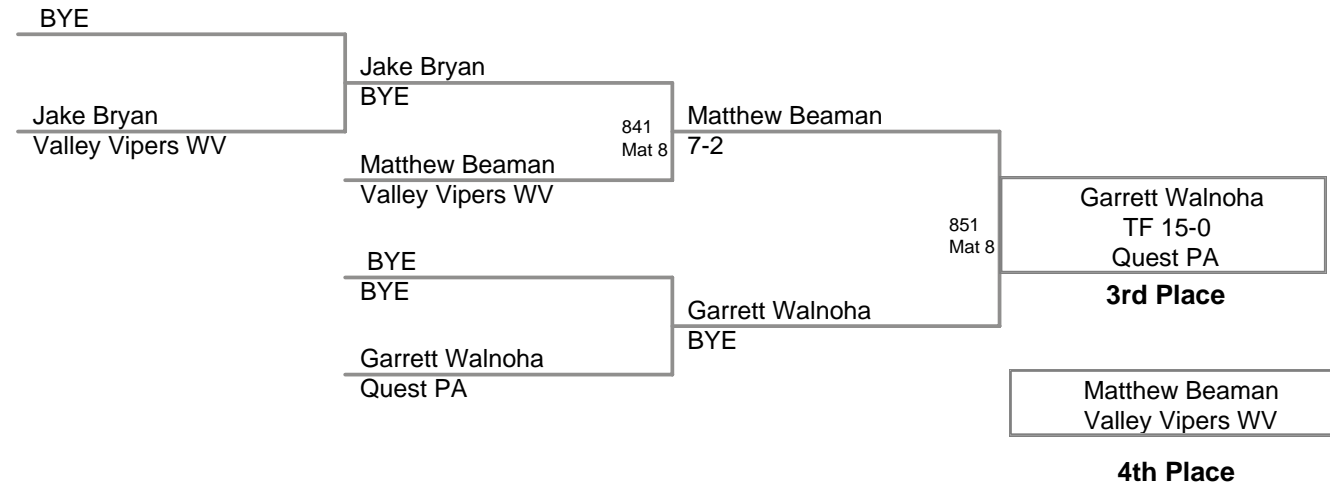 BYE
Jake Bryan
Valley Vipers WV
Jake Bryan
BYE
Matthew Beaman
Valley Vipers WV
841
Mat 8
BYE
BYE
Garrett Walnoha
Quest PA
Matthew Beaman
7-2
Garrett Walnoha
BYE
851
Mat 8
Garrett Walnoha
TF 15-0
Quest PA
3rd Place
Matthew Beaman
Valley Vipers WV
4th Place